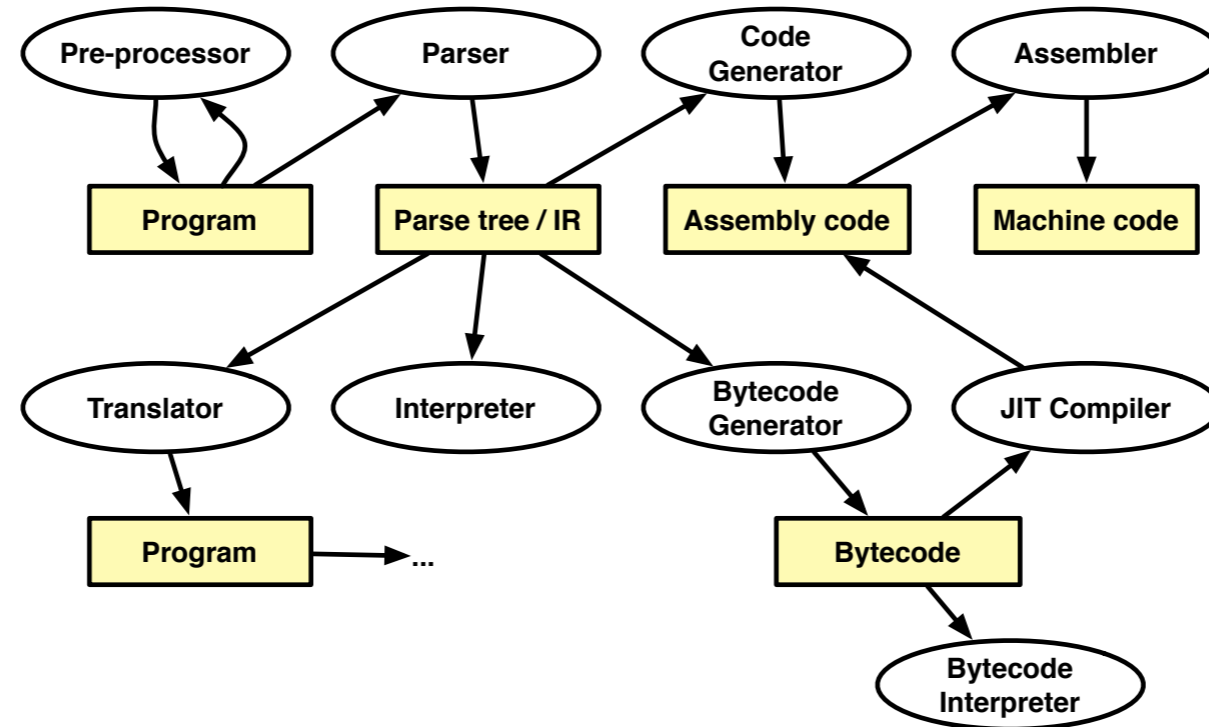 Pre-processor
Parser
Code
Generator
Assembler
Program
Parse tree / IR
Assembly code
Machine code
Translator
Interpreter
Bytecode
Generator
JIT Compiler
Program
...
Bytecode
Bytecode
Interpreter